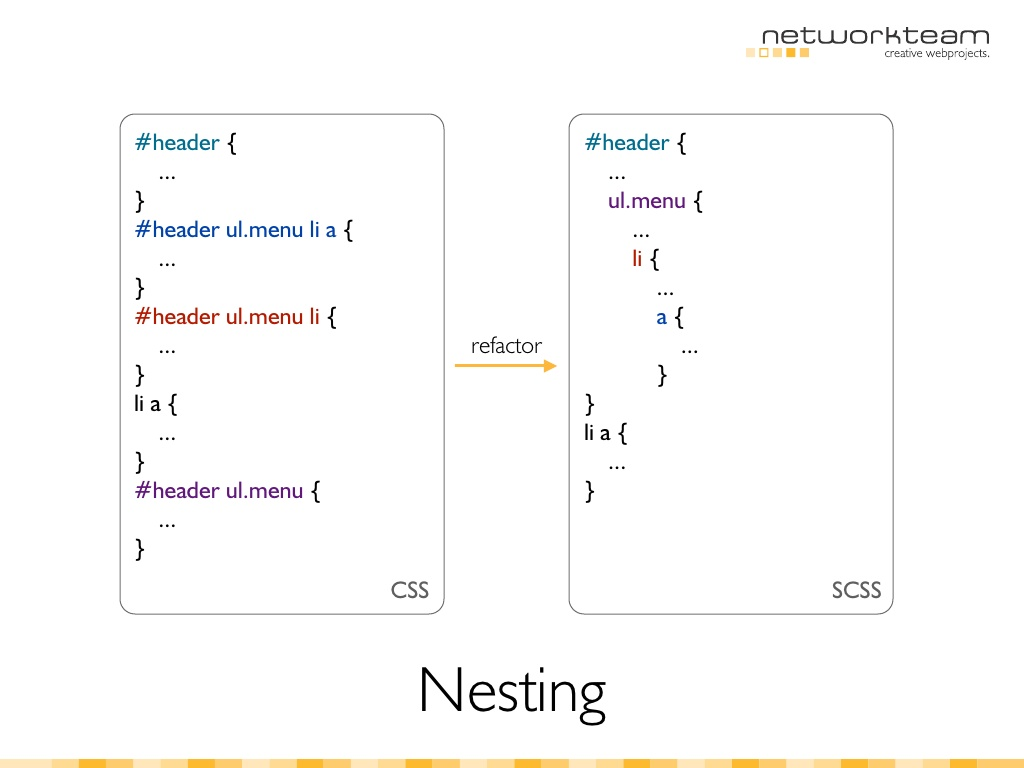 networkteam
creative webprojects.
#header {
...
}
#header ul.menu li a {
...
}
#header ul.menu li {
...
}
li a {
...
}
#header ul.menu {
...
}
CSS
refactor
#header {
...
ul.menu {
...
li {
...
a {
...
}
}
li a {
...
}
SCSS
Nesting